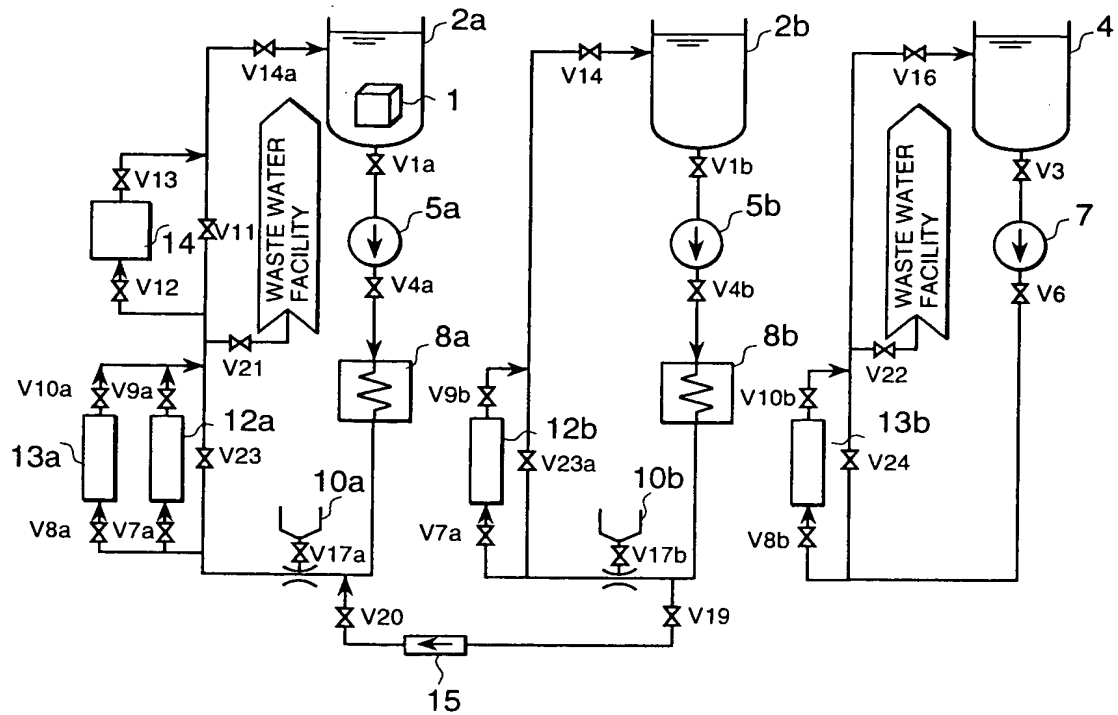 2a
2b
4
V14a
V14
V16
1
V1a
V1b
V3
V13
14
V11
WASTE WATER
FACILITY
5a
5b
WASTE WATER
FACILITY
7
V12
V4a
V4b
V6
V21
8a
8b
V22
V10a
V9a
V9b
V10b
12a
12b
13b
13a
V23
V23a
V24
10a
10b
V8a
V7a
V17a
V7a
V17b
V8b
V20
V19
15